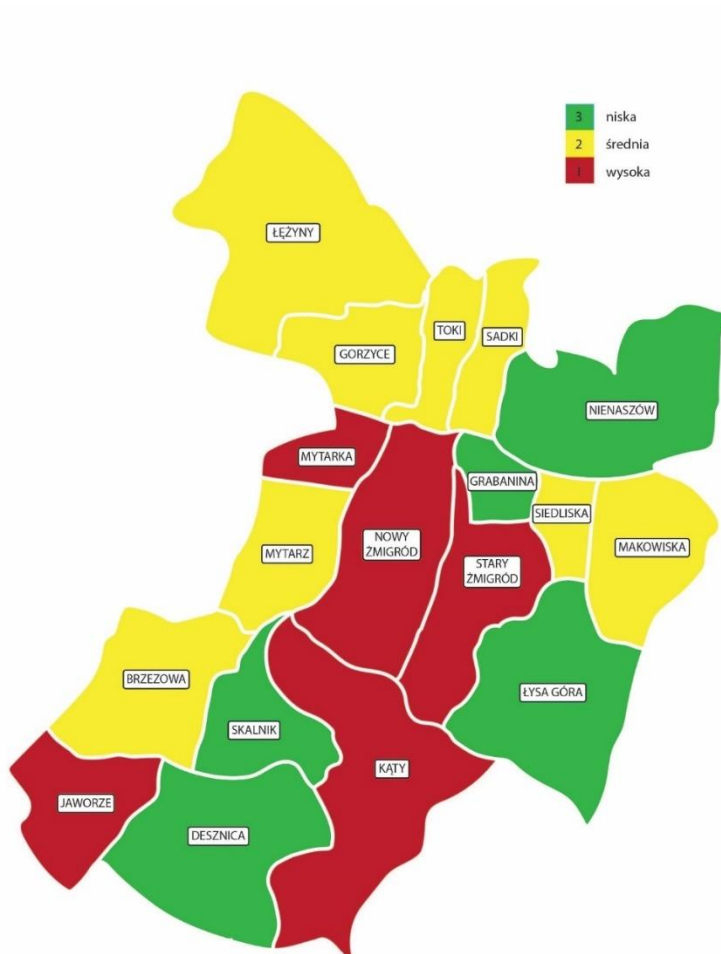 3 niska
2 średnia
1 wysoka
ŁĘŻYNY
TOKI
SADKI
GORZYCE
NIENASZÓW
MYTARKA
GRABANINA
SIEDLISKA
NOWY
ŻMIGRÓD
MAKOWISKA
MYTARZ
STARY
ŻMIGRÓD
BRZEZOWA
ŁYSA GÓRA
SKALNIK
KĄTY
JAWORZE
DESZNICA